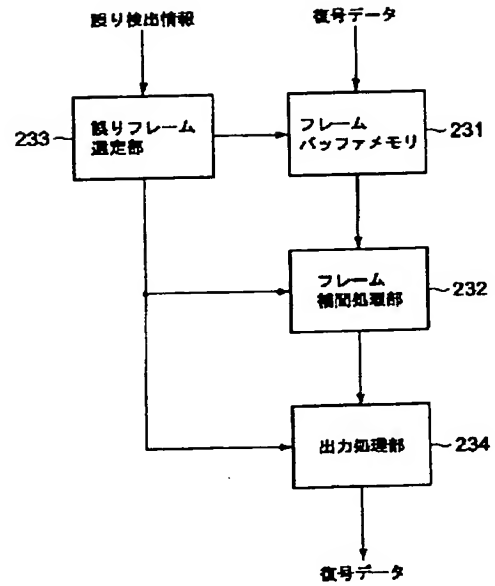 誤り検出情報
復号データ
233
誤りフレーム
選定部
フレーム
バッファメモリ
231
フレーム
補間処理部
232
出力処理部
234
復号データ